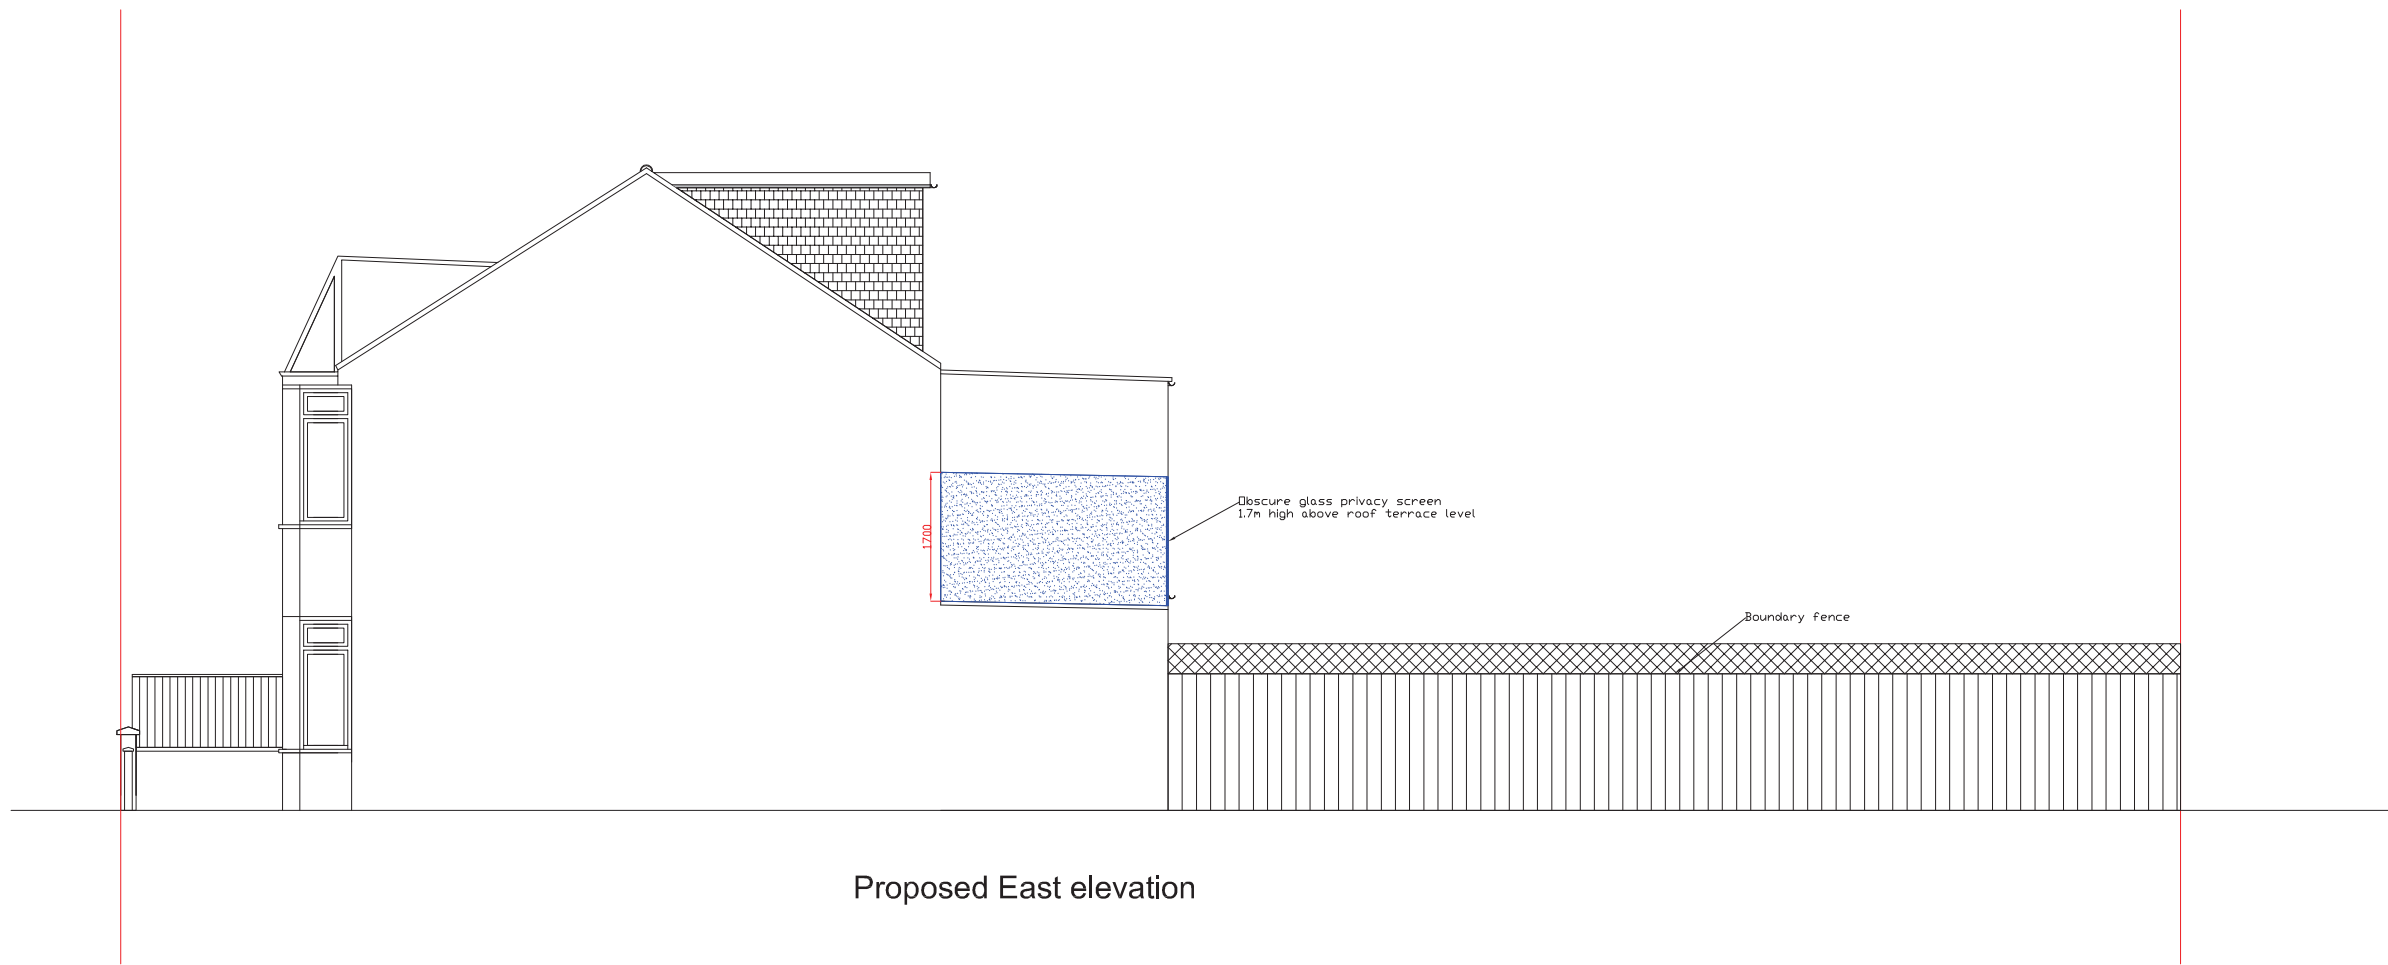 Obscure glass privacy screen
1.7m high above roof terrace level
1700
Boundary fence
Proposed East elevation